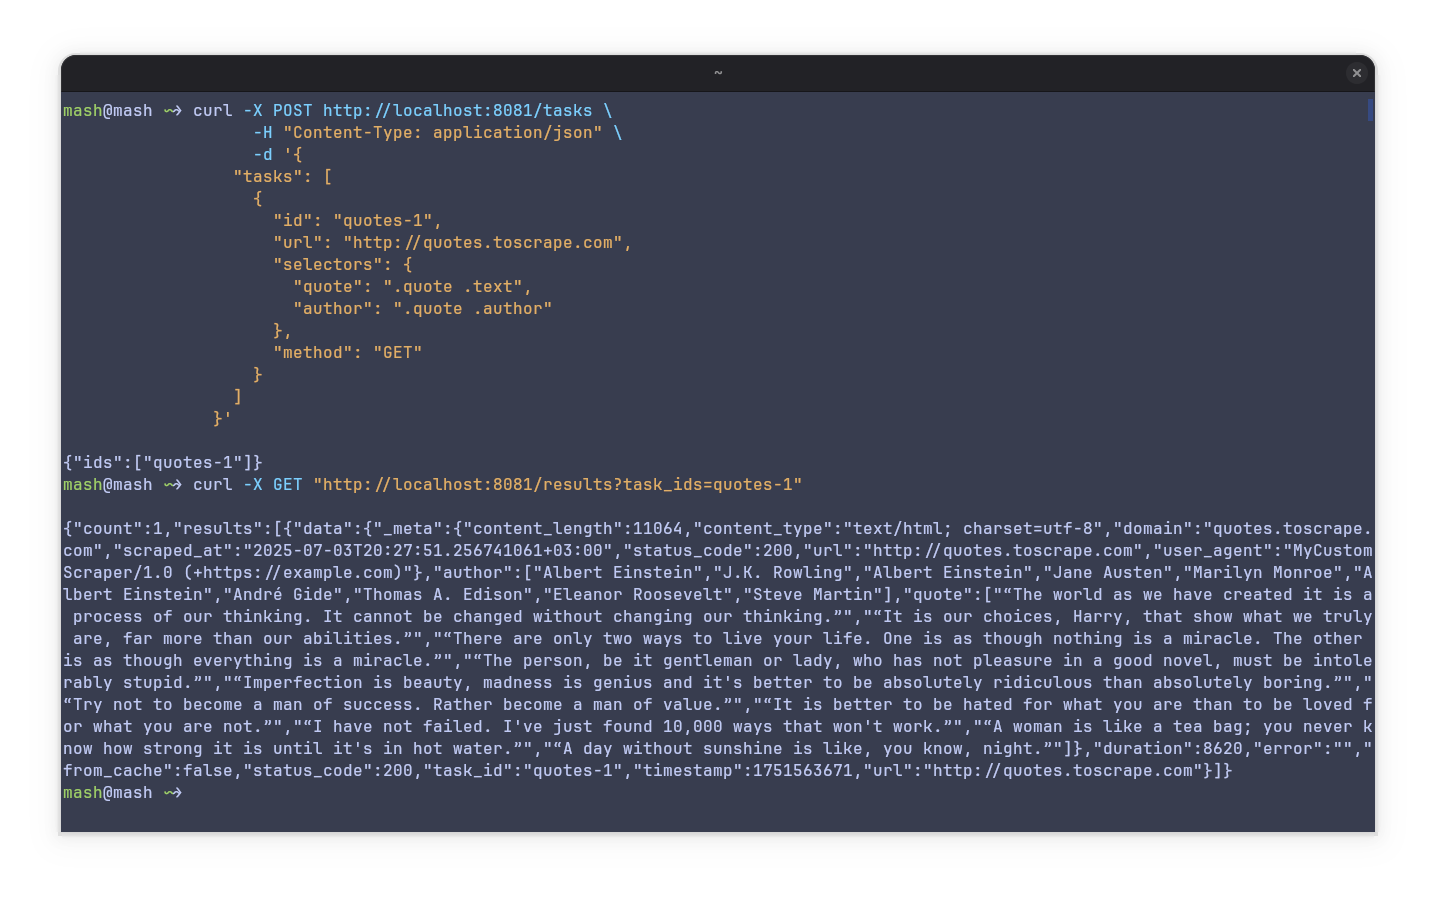 ~
mash@mash ⇝ curl -X POST http://localhost:8081/tasks \
                   -H "Content-Type: application/json" \
                   -d '{
                 "tasks": [
                   {
                     "id": "quotes-1",
                     "url": "http://quotes.toscrape.com",
                     "selectors": {
                       "quote": ".quote .text",
                       "author": ".quote .author"
                     },
                     "method": "GET"
                   }
                 ]
               }'
{"ids":["quotes-1"]}
mash@mash ⇝ curl -X GET "http://localhost:8081/results?task_ids=quotes-1"
{"count":1,"results":[{"data":{"_meta":{"content_length":11064,"content_type":"text/html; charset=utf-8","domain":"quotes.toscrape.
com","scraped_at":"2025-07-03T20:27:51.256741061+03:00","status_code":200,"url":"http://quotes.toscrape.com","user_agent":"MyCustom
Scraper/1.0 (+https://example.com)"},"author":["Albert Einstein","J.K. Rowling","Albert Einstein","Jane Austen","Marilyn Monroe","A
lbert Einstein","André Gide","Thomas A. Edison","Eleanor Roosevelt","Steve Martin"],"quote":["“The world as we have created it is a
 process of our thinking. It cannot be changed without changing our thinking.”","“It is our choices, Harry, that show what we truly
 are, far more than our abilities.”","“There are only two ways to live your life. One is as though nothing is a miracle. The other
is as though everything is a miracle.”","“The person, be it gentleman or lady, who has not pleasure in a good novel, must be intole
rably stupid.”","“Imperfection is beauty, madness is genius and it's better to be absolutely ridiculous than absolutely boring.”","
“Try not to become a man of success. Rather become a man of value.”","“It is better to be hated for what you are than to be loved f
or what you are not.”","“I have not failed. I've just found 10,000 ways that won't work.”","“A woman is like a tea bag; you never k
now how strong it is until it's in hot water.”","“A day without sunshine is like, you know, night.”"]},"duration":8620,"error":"","
from_cache":false,"status_code":200,"task_id":"quotes-1","timestamp":1751563671,"url":"http://quotes.toscrape.com"}]}
mash@mash ⇝